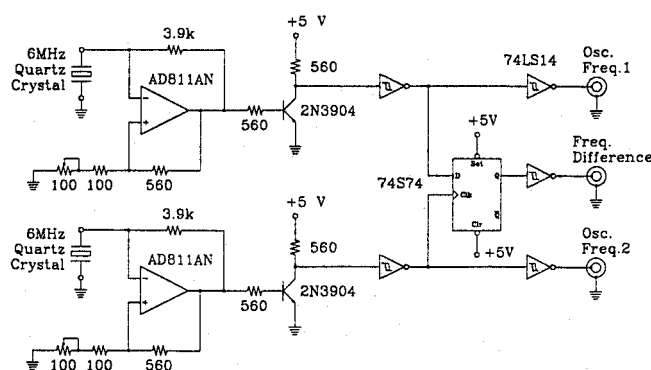 3.9k
6MHz
Quartz
Crystal
AD811AN
-
+
560
100
100
560
+5 V
560
2N3904
74LS14
Osc.
Freq.1
+5V
74S74
Set
D
Q
Clk
Q
Clr
+5V
Freq.
Difference
3.9k
6MHz
Quartz
Crystal
AD811AN
-
+
560
100
100
560
+5 V
560
2N3904
Osc.
Freq.2